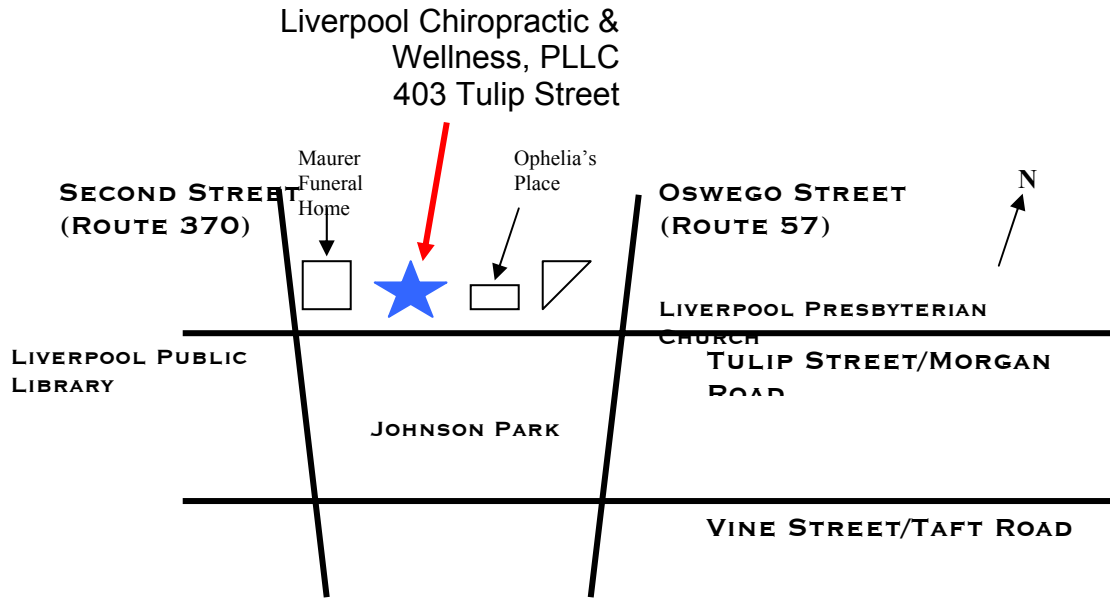 Liverpool Chiropractic &
Wellness, PLLC
403 Tulip Street
Maurer
Funeral
Home
Ophelia's
Place
Second Street
(Route 370)
Oswego Street
(Route 57)
N
Liverpool Presbyterian
Church
Liverpool Public
Library
Tulip Street/Morgan
Road
Johnson Park
Vine Street/Taft Road